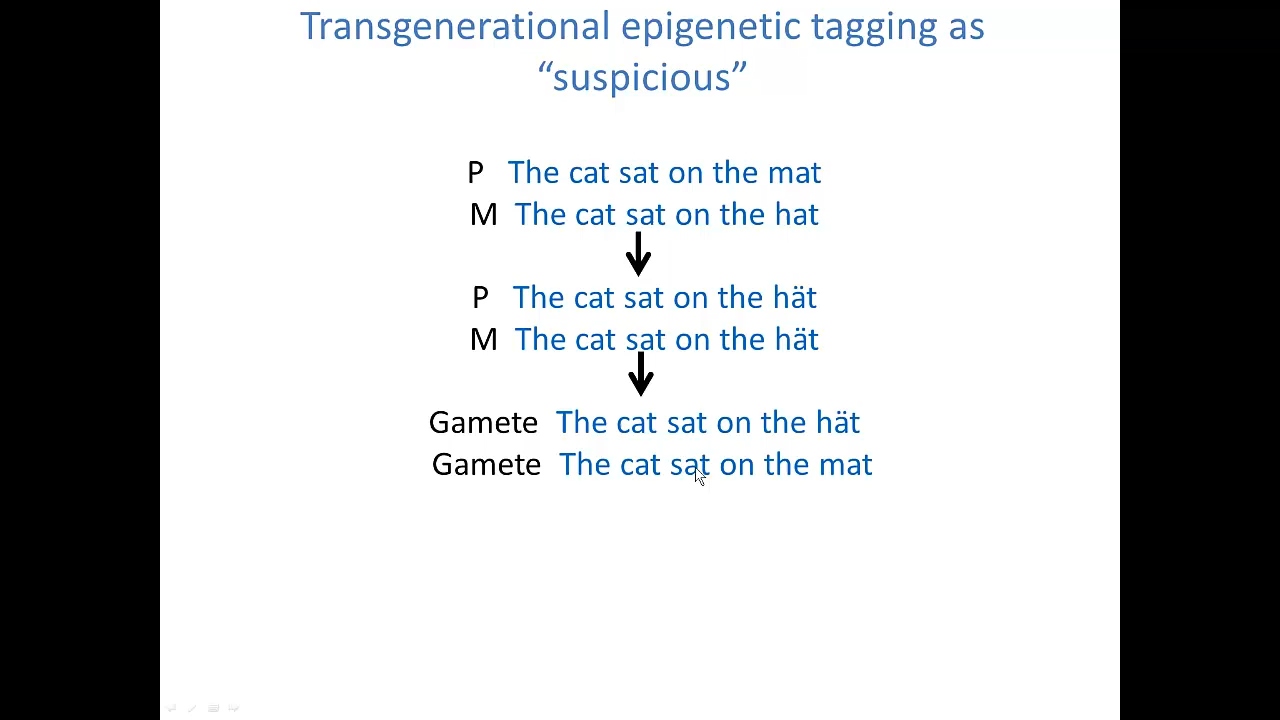 Transgenerational epigenetic tagging as
“suspicious”
P The cat sat on the mat
M The cat sat on the hat
P The cat sat on the hät
M The cat sat on the hät
Gamete The cat sat on the hät
Gamete The cat sat on the mat